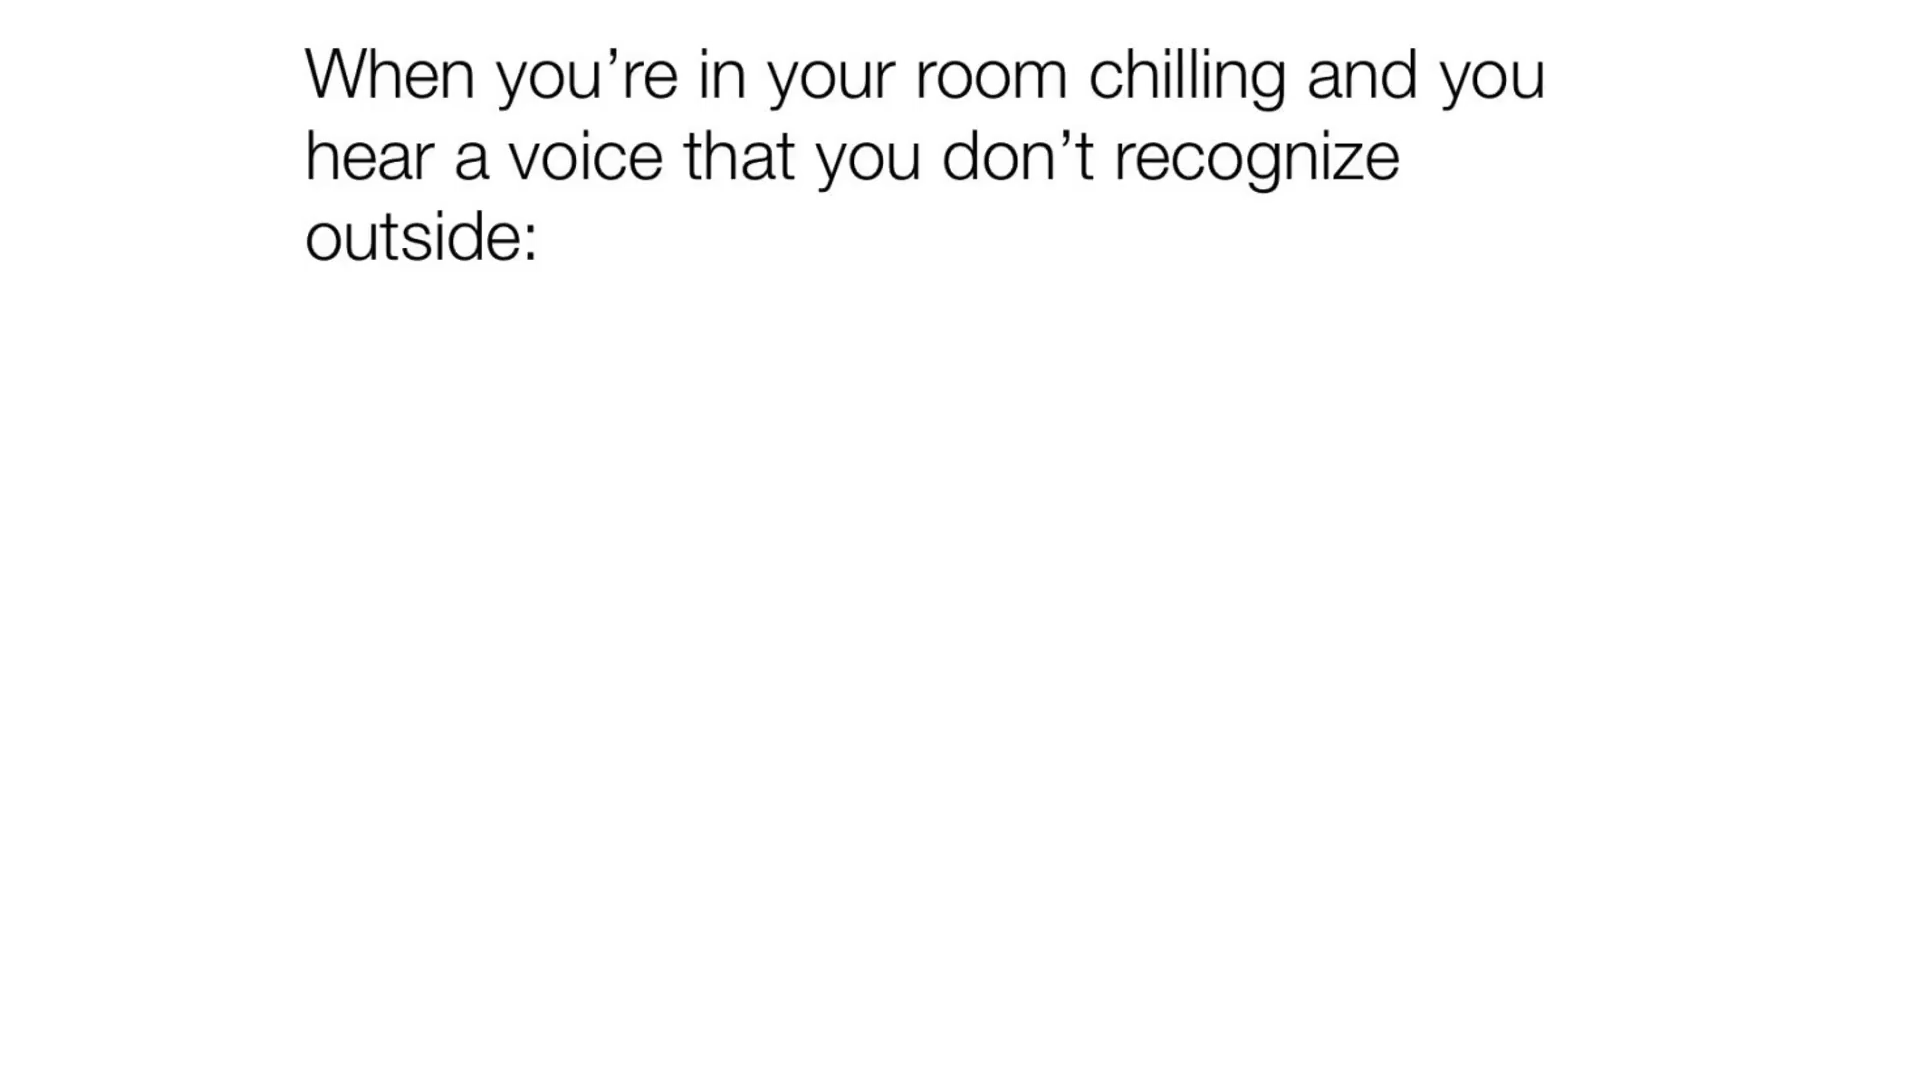 When you’re in your room chilling and you
hear a voice that you don’t recognize
outside: